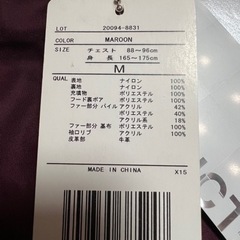 LOT 20094-8831
COLOR MAROON
SIZE チェスト 88~96cm
身 長 165~175cm
M
QUAL 表地 ナイロン 100%
裏地 ナイロン 100%
充填物 ポリエステル 100%
フード裏ボア ポリエステル 100%
ファー部分 パイル アクリル 42%
ポリエステル 40%
アクリル系 18%
ファー部分 基布 ポリエステル 100%
袖口リブ アクリル 100%
皮革部 牛革
MADE IN CHINA
X15
UCT